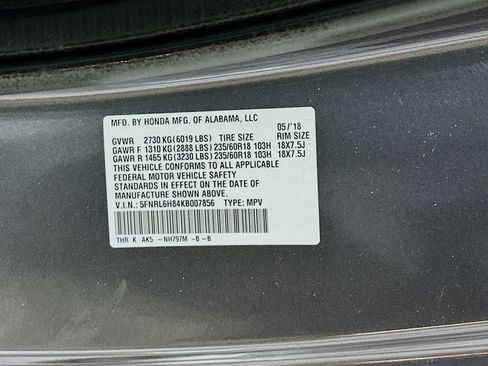 MFD. BY HONDA MFG. OF ALABAMA, LLC
05/'18
GVWR 2730 KG(6019 LBS) TIRE SIZE RIM SIZE
GAWR F 1310 KG(2888 LBS) 235/60R18 103H 18X7.5J
GAWR R 1465 KG(3230 LBS) 235/60R18 103H 18X7.5J
THIS VEHICLE CONFORMS TO ALL APPLICABLE
FEDERAL MOTOR VEHICLE SAFETY
STANDARDS IN EFFECT ON THE DATE OF
MANUFACTURE SHOWN ABOVE.
V.I.N.: 5FNRL6H84KB007856 TYPE: MPV
THR K AK5 -NH797M -B -B